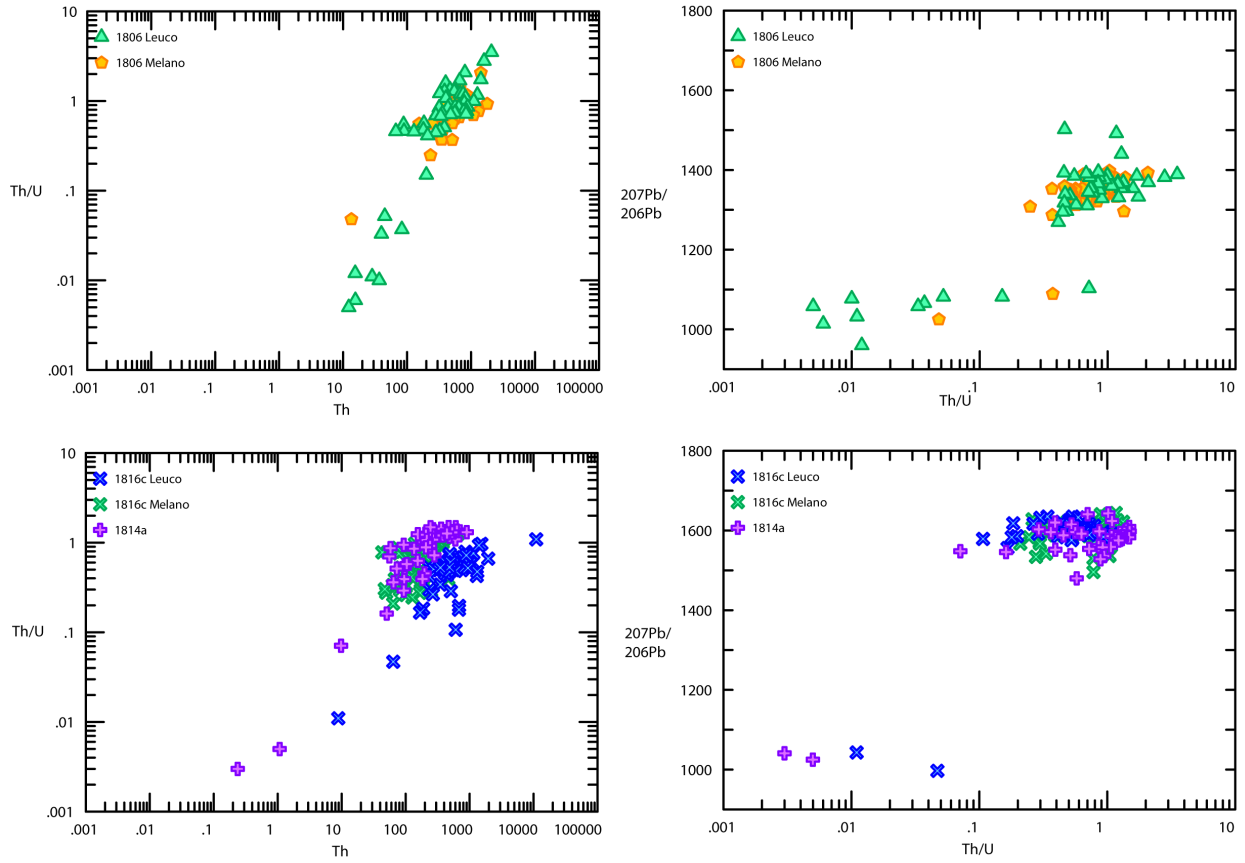 10
1806 Leuco
1806 Melano
1
Th/U
.1
.01
.001
.001 .01 .1 1 10 100 1000 10000 100000
Th
1800
1806 Leuco
1806 Melano
1600
1400
207Pb/
206Pb
1200
1000
.001 .01 .1 1 10
Th/U
10
1816c Leuco
1816c Melano
1814a
1
Th/U
.1
.01
.001
.001 .01 .1 1 10 100 1000 10000 100000
Th
1800
1816c Leuco
1816c Melano
1814a
1600
1400
207Pb/
206Pb
1200
1000
.001 .01 .1 1 10
Th/U